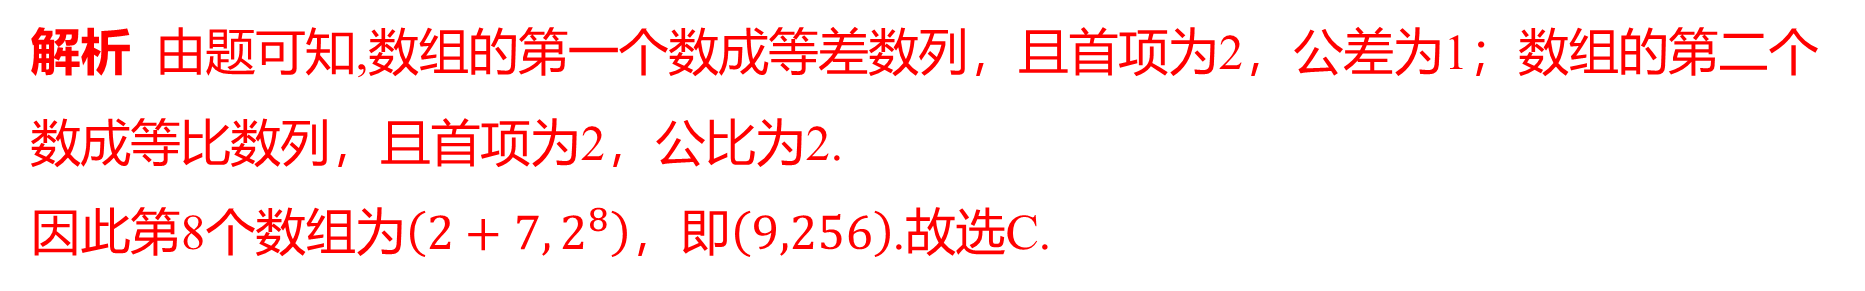 解析 由题可知,数组的第一个数成等差数列，且首项为2，公差为1；数组的第二个
数成等比数列，且首项为2，公比为2.
因此第8个数组为(2 + 7, 2⁸)，即(9,256).故选C.